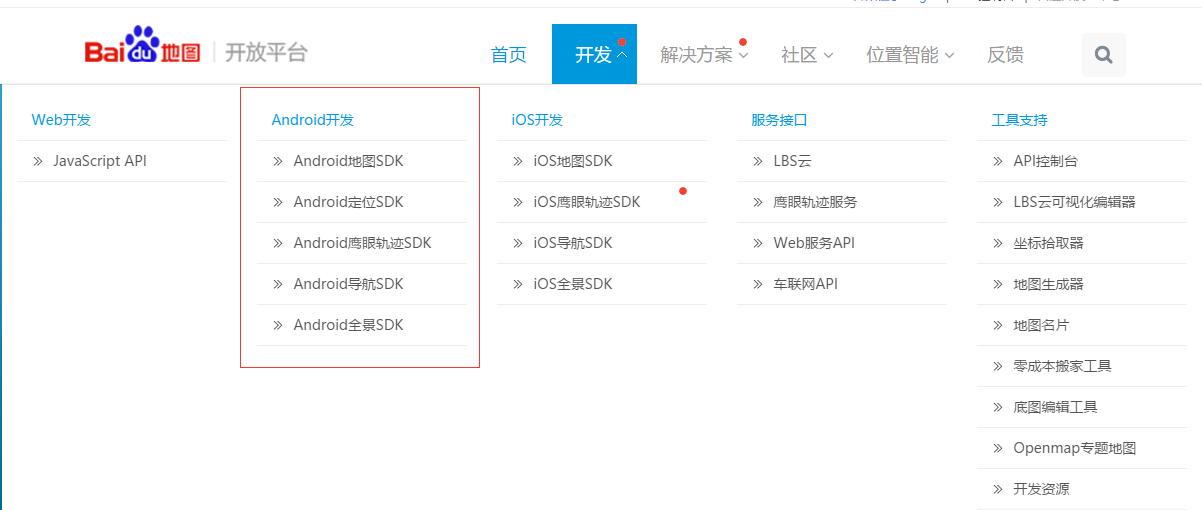 Baidu地图 开放平台
首页 开发 解决方案 社区 位置智能 反馈
Web开发
JavaScript API
Android开发
Android地图SDK
Android定位SDK
Android鹰眼轨迹SDK
Android导航SDK
Android全景SDK
iOS开发
iOS地图SDK
iOS鹰眼轨迹SDK
iOS导航SDK
iOS全景SDK
服务接口
LBS云
鹰眼轨迹服务
Web服务API
车联网API
工具支持
API控制台
LBS云可视化编辑器
坐标拾取器
地图生成器
地图名片
零成本搬家工具
底图编辑工具
Openmap专题地图
开发资源